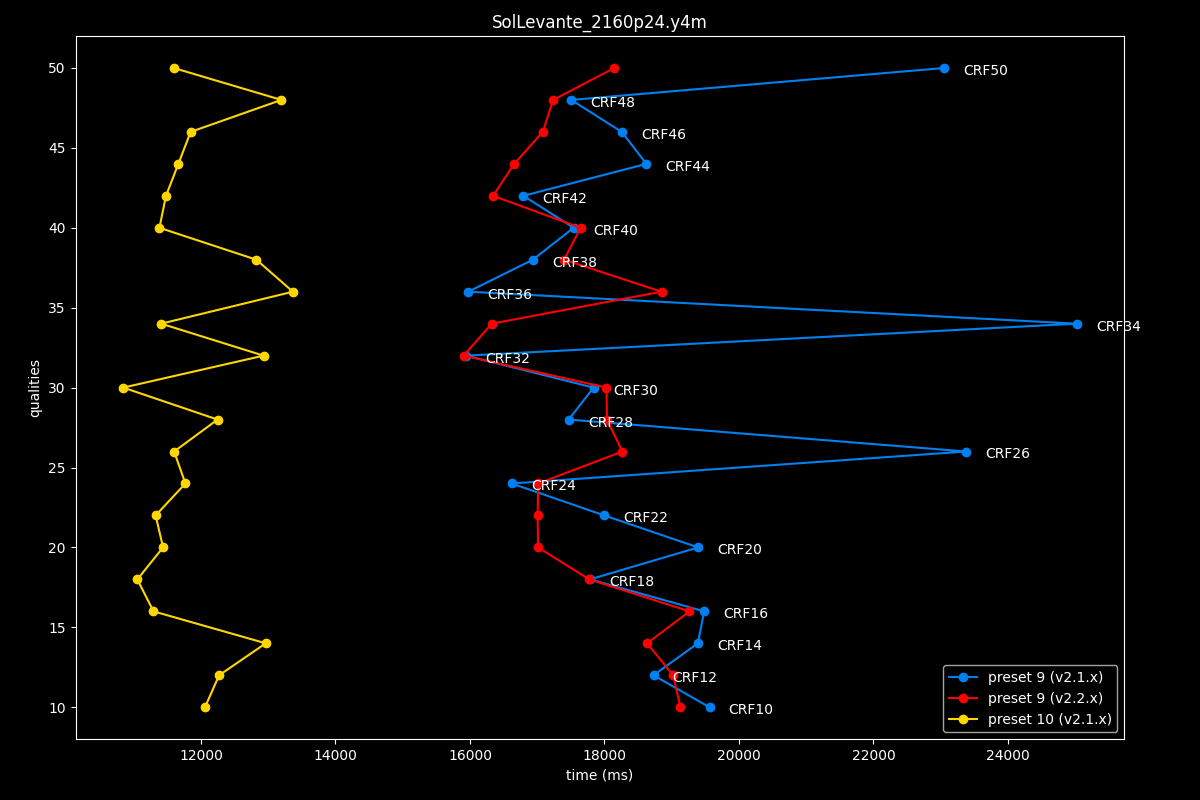 SolLevante_2160p24.y4m
50
CRF50
CRF48
45
CRF46
CRF44
CRF42
40
CRF40
CRF38
CRF36
35
CRF34
CRF32
30
CRF30
CRF28
CRF26
25
CRF24
CRF22
20
CRF20
CRF18
CRF16
15
CRF14
CRF12
10
CRF10
qualities
preset 9 (v2.1.x)
preset 9 (v2.2.x)
preset 10 (v2.1.x)
12000 14000 16000 18000 20000 22000 24000
time (ms)